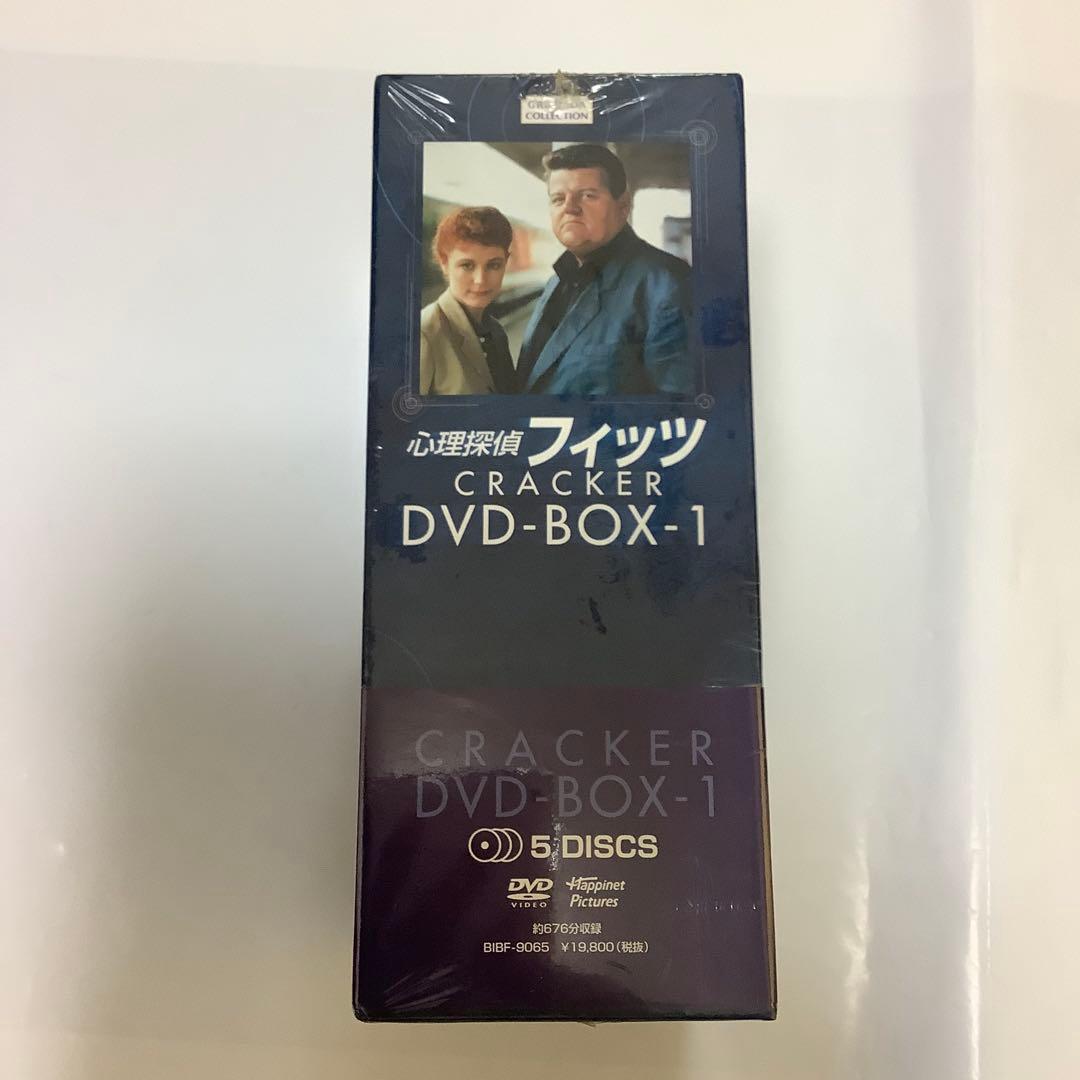 COLLECTION
心理探偵 フィッツ
CRACKER
DVD-BOX-1
CRACKER
DVD-BOX-1
5 DISCS
DVD VIDEO Happinet Pictures
約676分収録
BIBF-9065 ¥19,800(税抜)